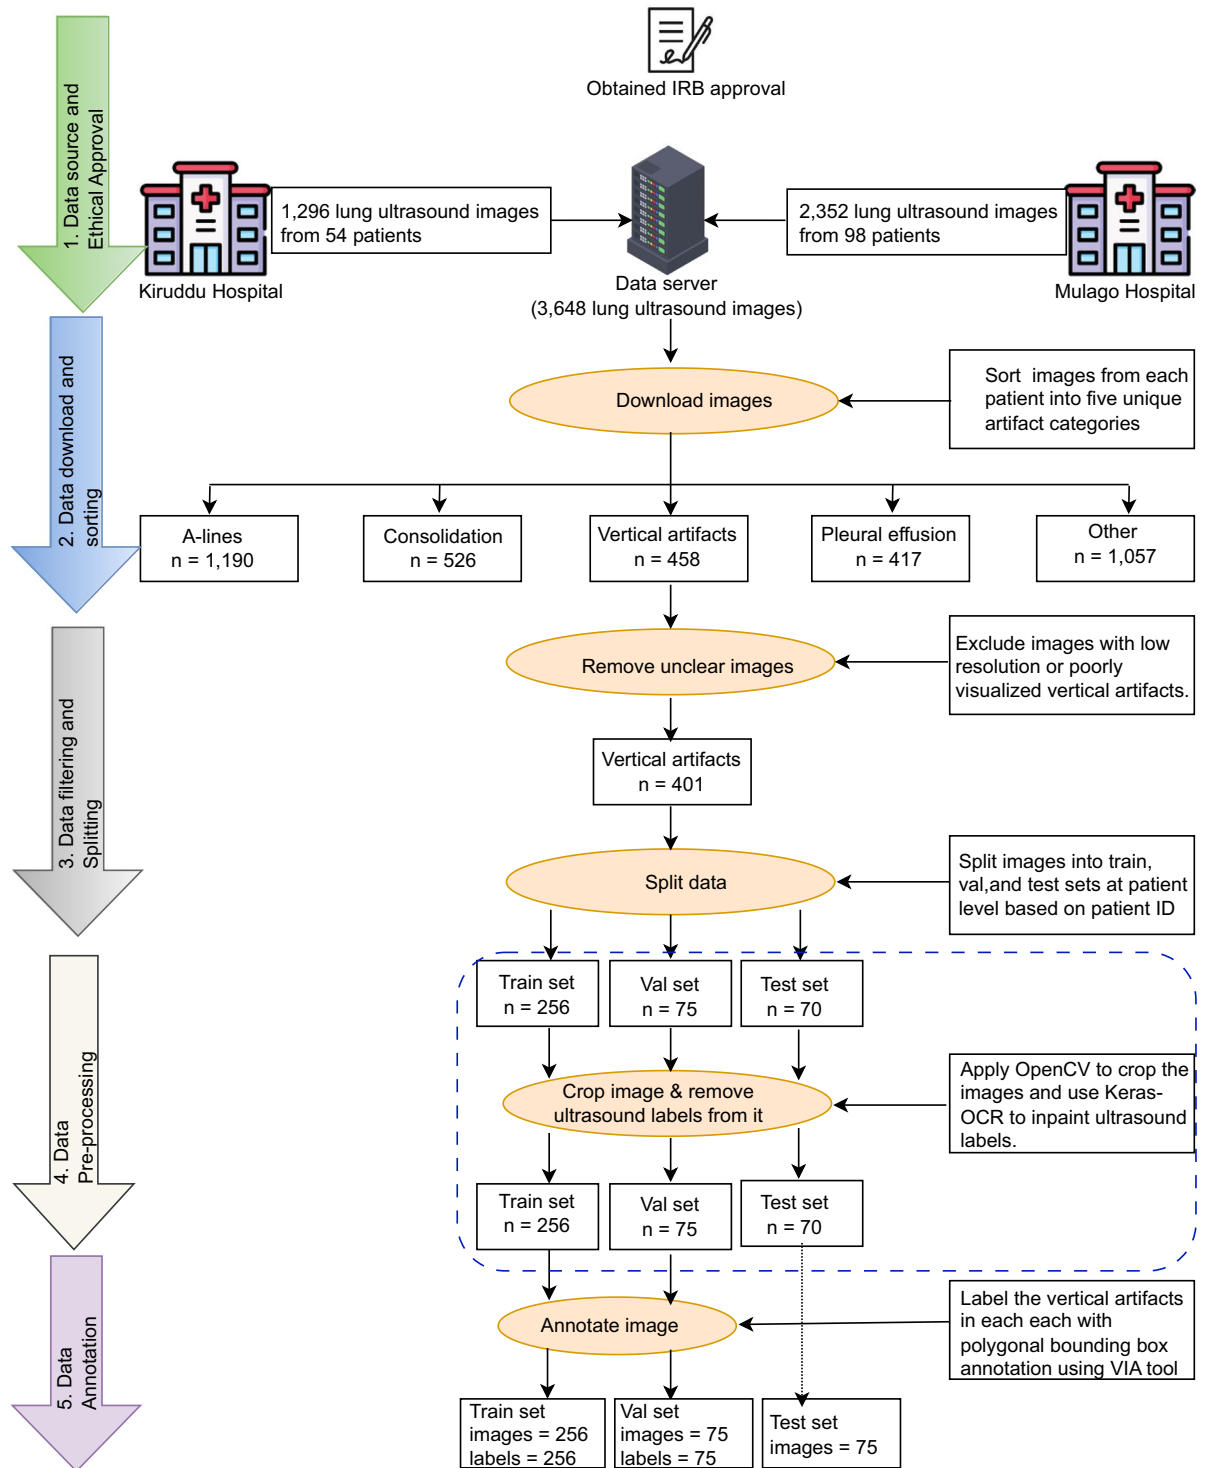 Obtained IRB approval
1. Data source and
Ethical Approval
1,296 lung ultrasound images
from 54 patients
2,352 lung ultrasound images
from 98 patients
Kiruddu Hospital
Data server
(3,648 lung ultrasound images)
Mulago Hospital
2. Data download and
sorting
Download images
Sort images from each
patient into five unique
artifact categories
A-lines
n = 1,190
Consolidation
n = 526
Vertical artifacts
n = 458
Pleural effusion
n = 417
Other
n = 1,057
3. Data filtering and
Splitting
Remove unclear images
Exclude images with low
resolution or poorly
visualized vertical artifacts.
Vertical artifacts
n = 401
Split data
Split images into train,
val,and test sets at patient
level based on patient ID
4. Data
Pre-processing
Train set
n = 256
Val set
n = 75
Test set
n = 70
Crop image & remove
ultrasound labels from it
Apply OpenCV to crop the
images and use Keras-
OCR to inpaint ultrasound
labels.
Train set
n = 256
Val set
n = 75
Test set
n = 70
5. Data
Annotation
Annotate image
Label the vertical artifacts
in each each with
polygonal bounding box
annotation using VIA tool
Train set
images = 256
labels = 256
Val set
images = 75
labels = 75
Test set
images = 75